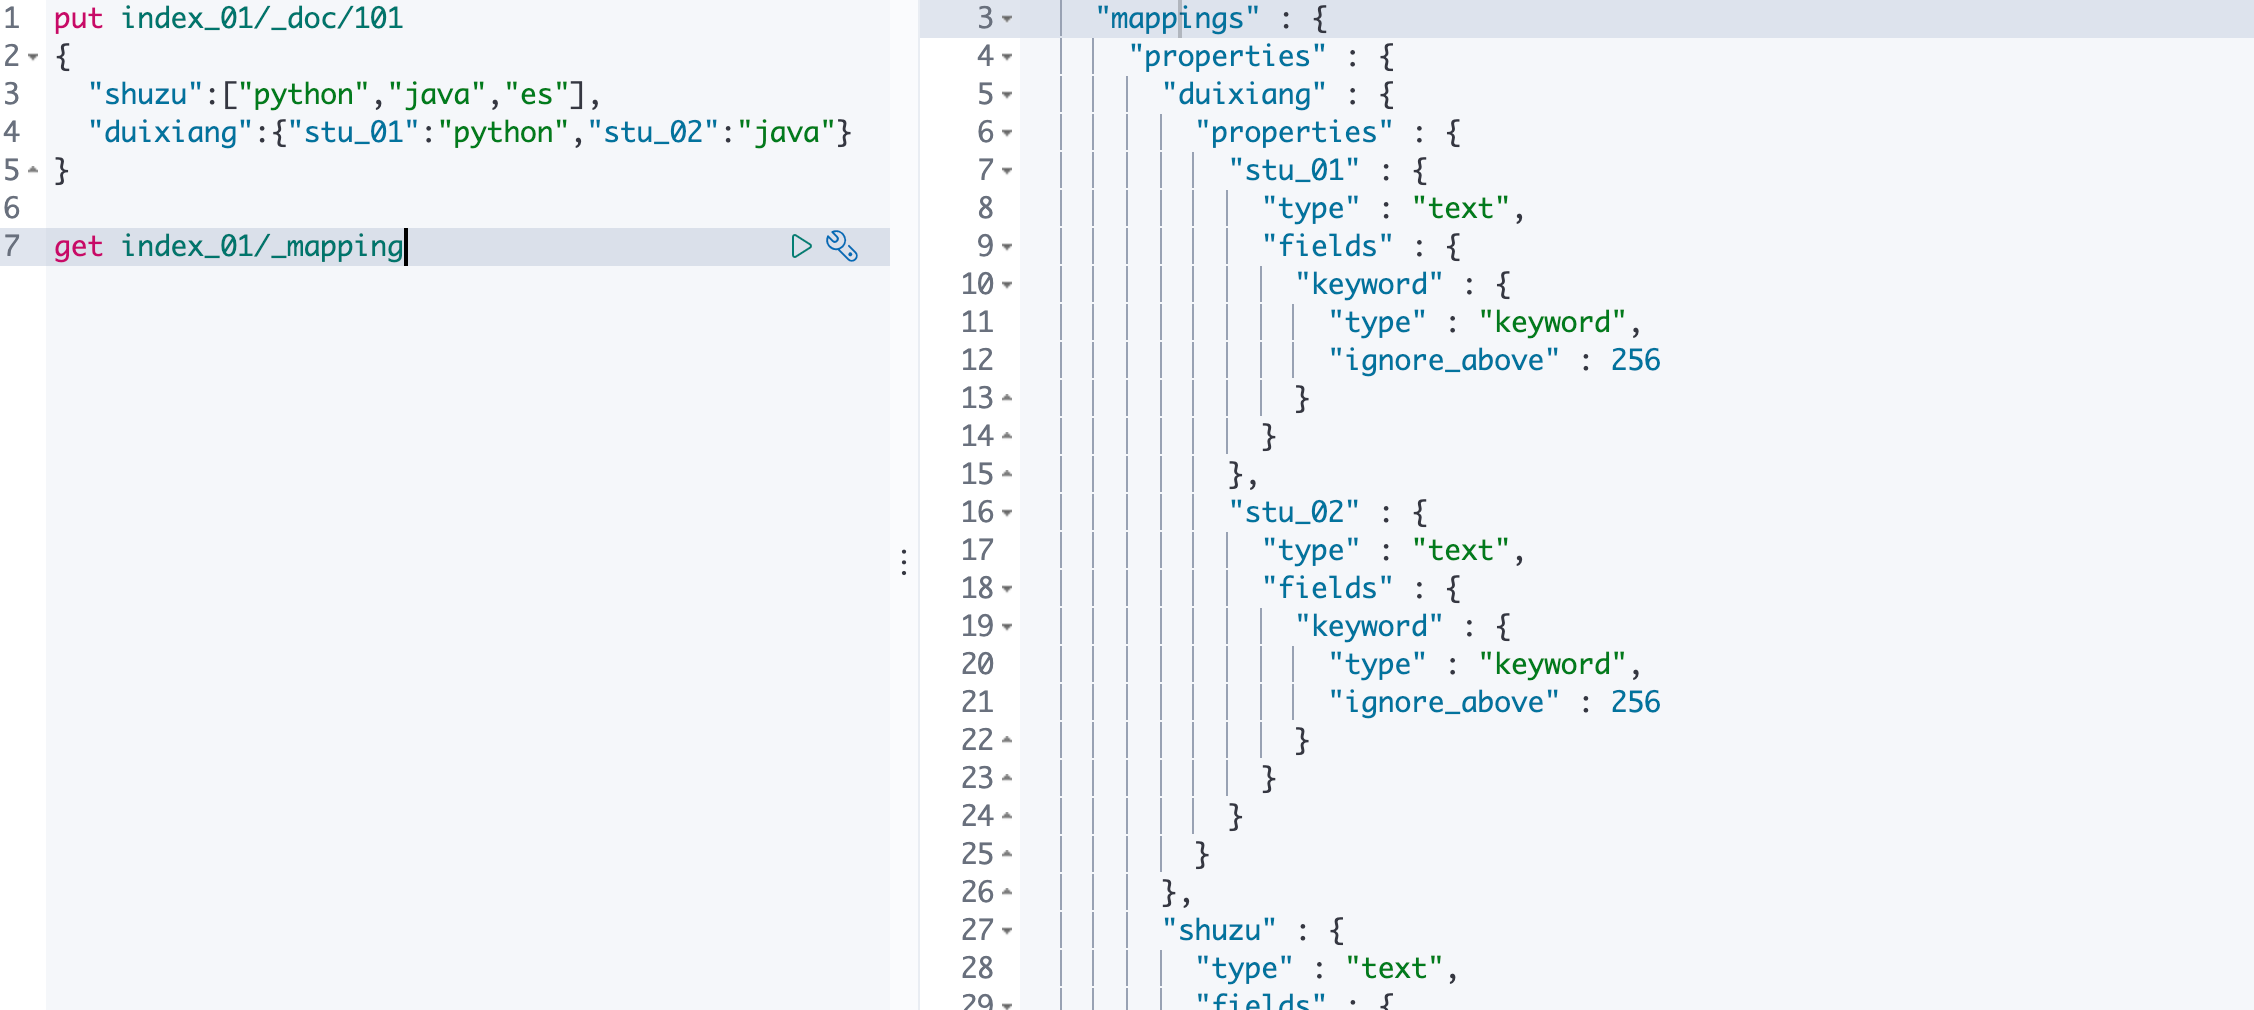 1 put index_01/_doc/101
2 {
3   "shuzu":["python","java","es"],
4   "duixiang":{"stu_01":"python","stu_02":"java"}
5 }
6
7 get index_01/_mapping
3     "mappings" : {
4       "properties" : {
5         "duixiang" : {
6           "properties" : {
7             "stu_01" : {
8               "type" : "text",
9               "fields" : {
10                "keyword" : {
11                  "type" : "keyword",
12                  "ignore_above" : 256
13                }
14              }
15            },
16            "stu_02" : {
17              "type" : "text",
18              "fields" : {
19                "keyword" : {
20                  "type" : "keyword",
21                  "ignore_above" : 256
22                }
23              }
24            }
25          }
26        },
27        "shuzu" : {
28          "type" : "text",
29          "fields" : {